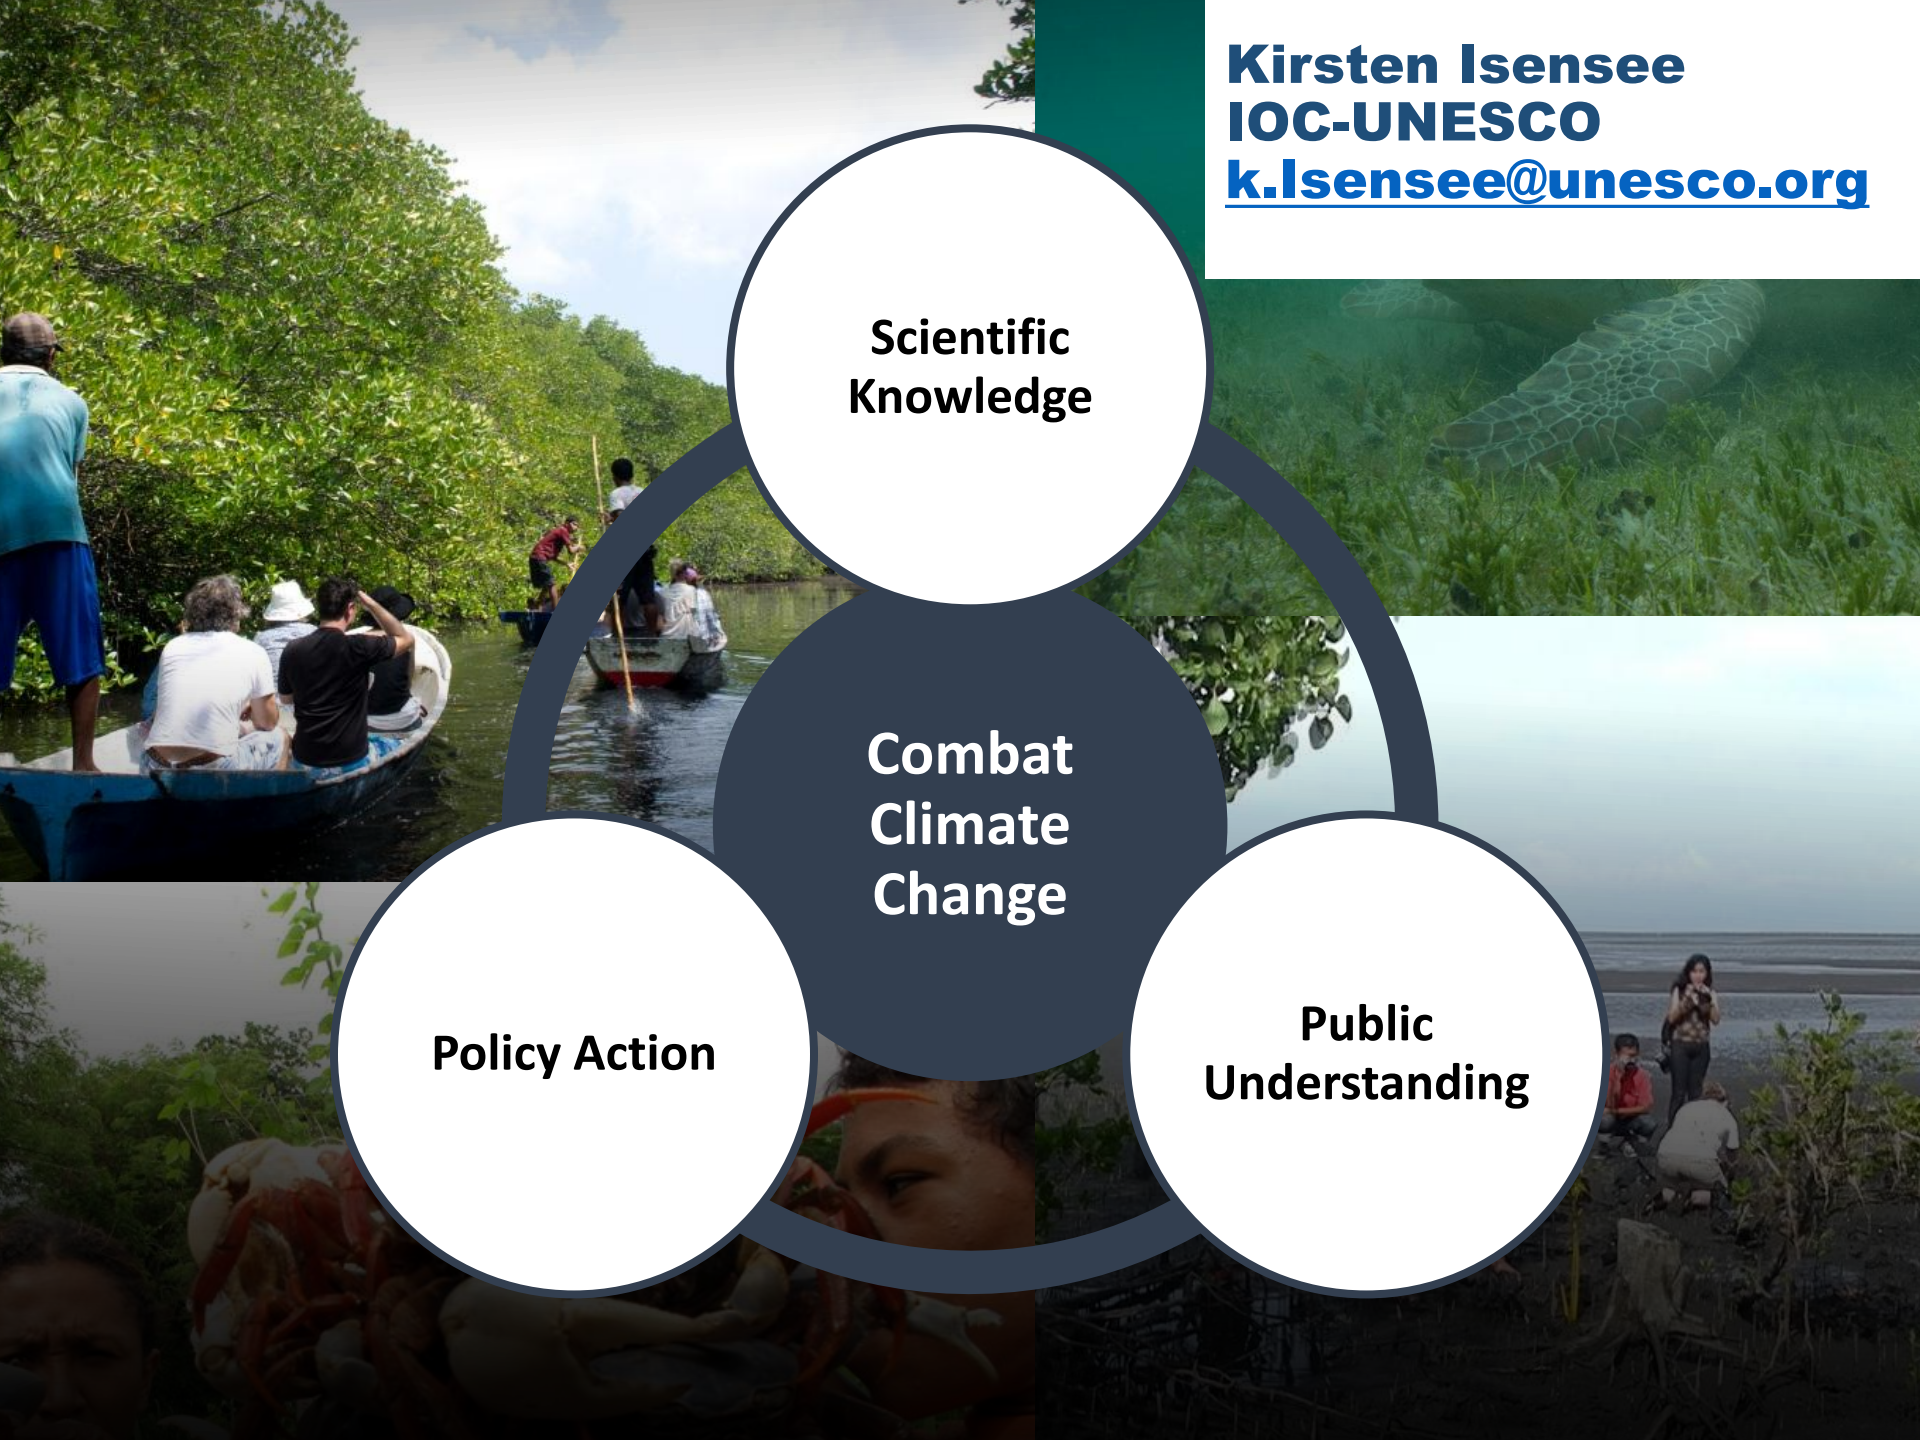 Kirsten Isensee
IOC-UNESCO
k.Isensee@unesco.org
Scientific
Knowledge
Combat
Climate
Change
Policy Action
Public
Understanding